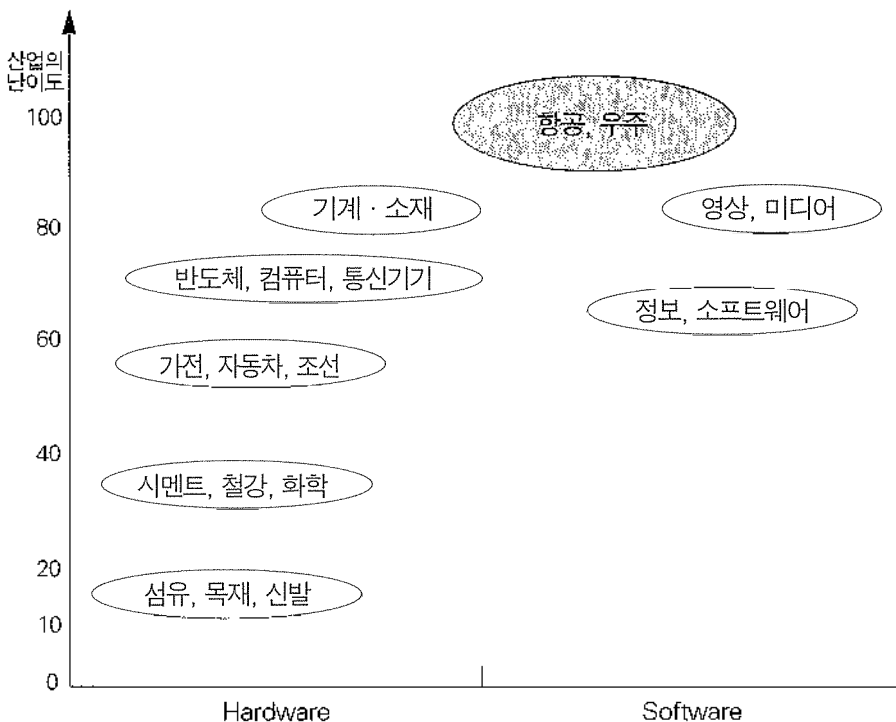 산업의
난이도
100
항공, 우주
기계 · 소재
영상, 미디어
80
반도체, 컴퓨터, 통신기기
정보, 소프트웨어
60
가전, 자동차, 조선
40
시멘트, 철강, 화학
20
섬유, 목재, 신발
10
0
Hardware
Software